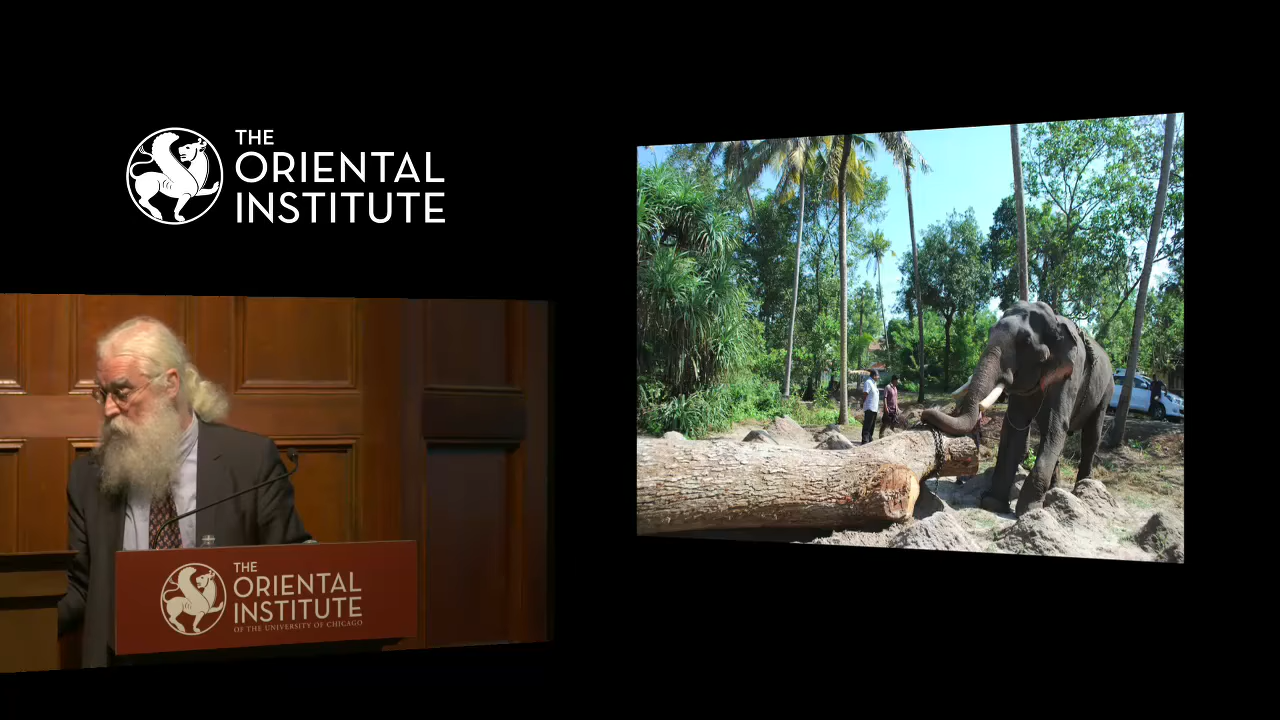 THE
ORIENTAL
INSTITUTE
THE
ORIENTAL
INSTITUTE
OF THE UNIVERSITY OF CHICAGO